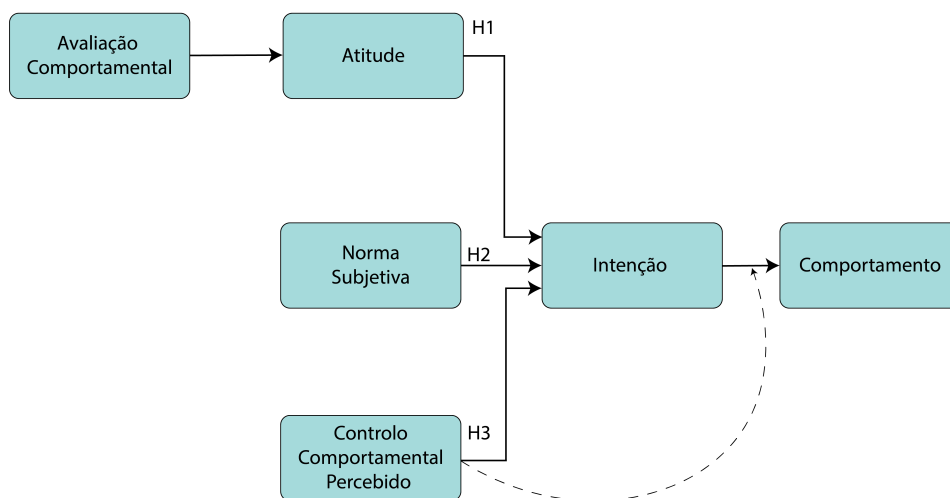 Avaliação
Comportamental
Atitude
H1
Norma
Subjetiva
H2
Intenção
Comportamento
Controlo
Comportamental
Percebido
H3